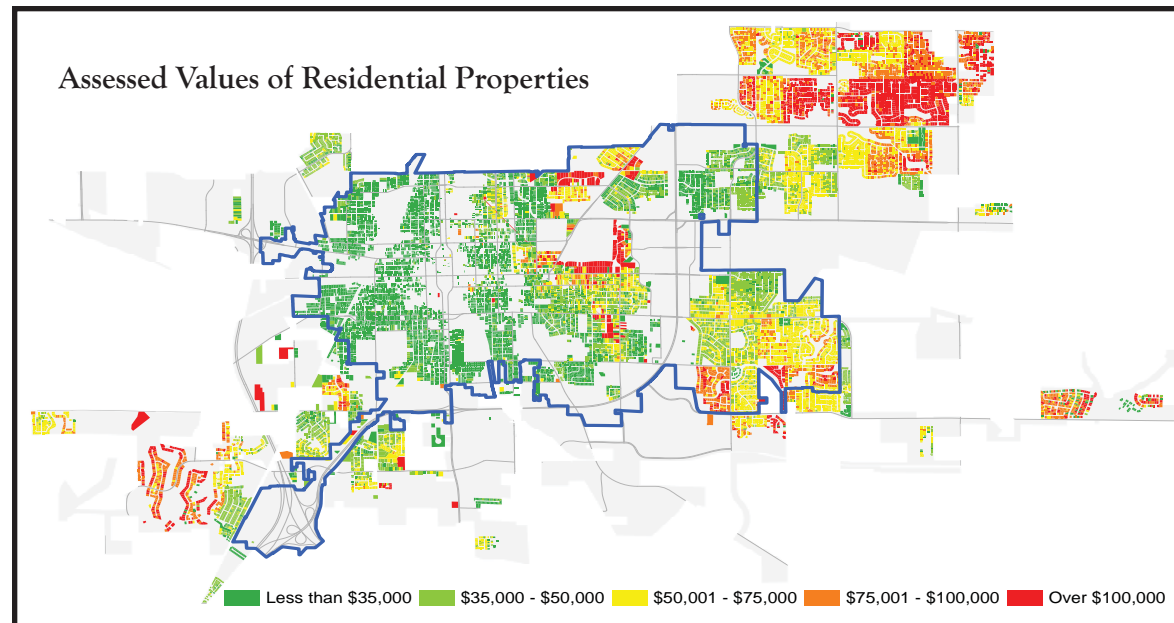 Assessed Values of Residential Properties
Less than $35,000 $35,000 - $50,000 $50,001 - $75,000 $75,001 - $100,000 Over $100,000